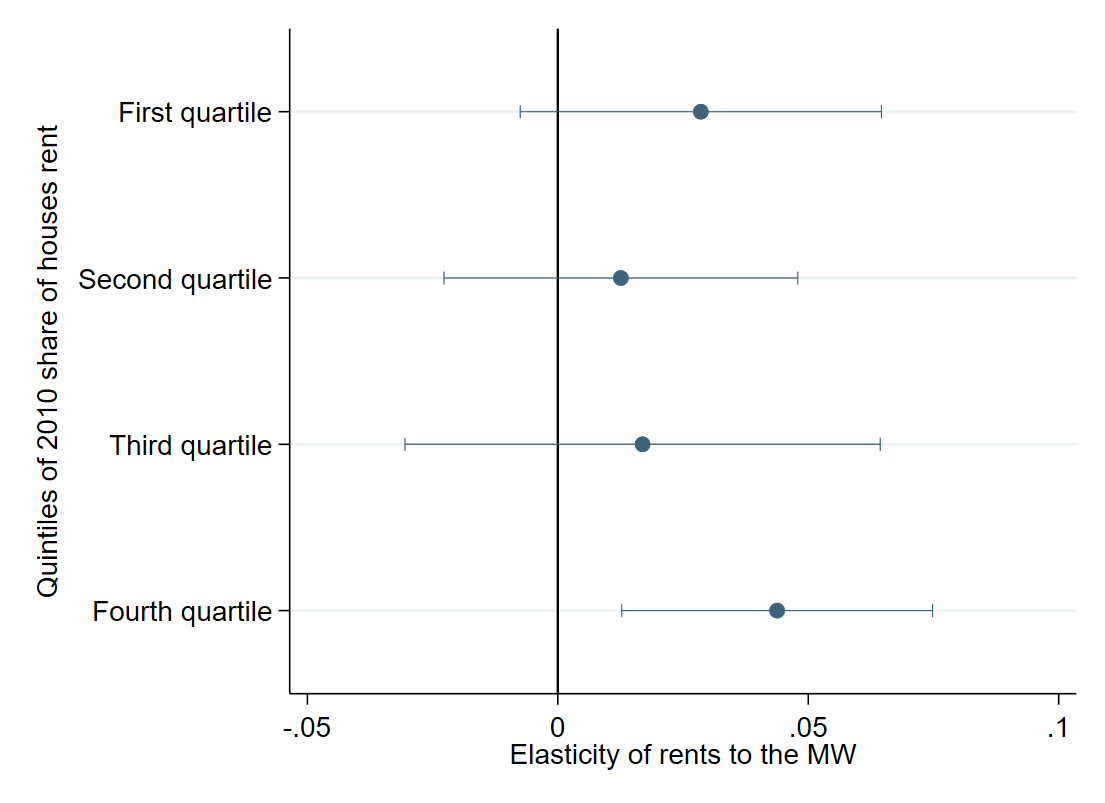 Quintiles of 2010 share of houses rent
First quartile
Second quartile
Third quartile
Fourth quartile
-.05 0 .05 .1
Elasticity of rents to the MW